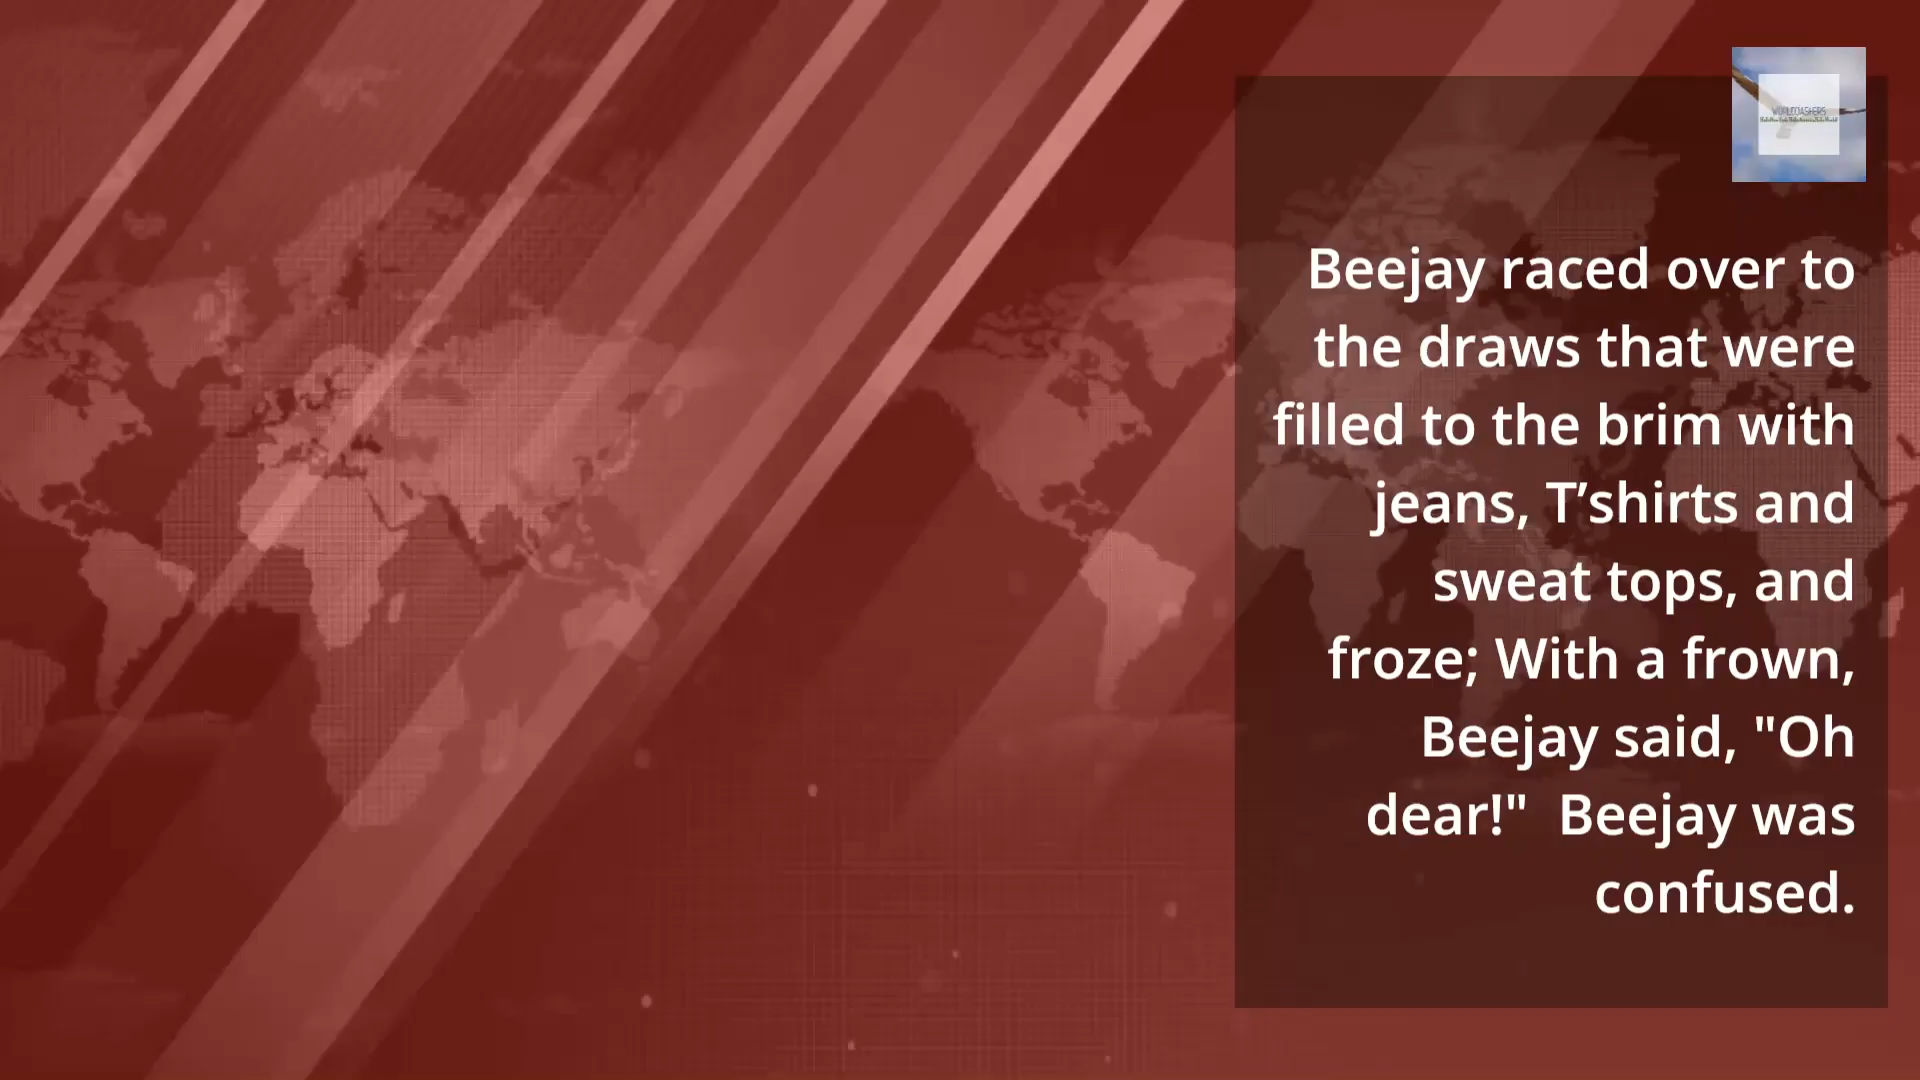 WORLDCOASTERS
Beejay raced over to
the draws that were
filled to the brim with
jeans, T’shirts and
sweat tops, and
froze; With a frown,
Beejay said, "Oh
dear!"  Beejay was
confused.